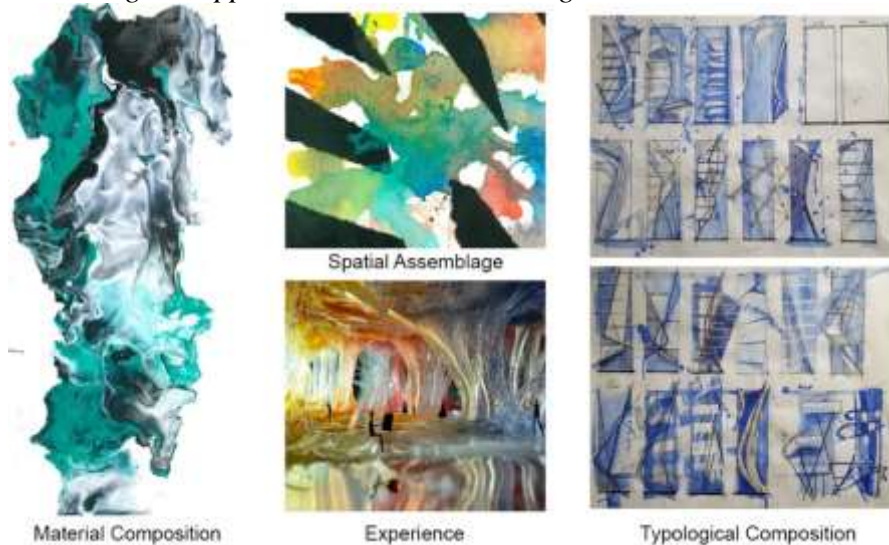 Spatial Assemblage
Material Composition
Experience
Typological Composition